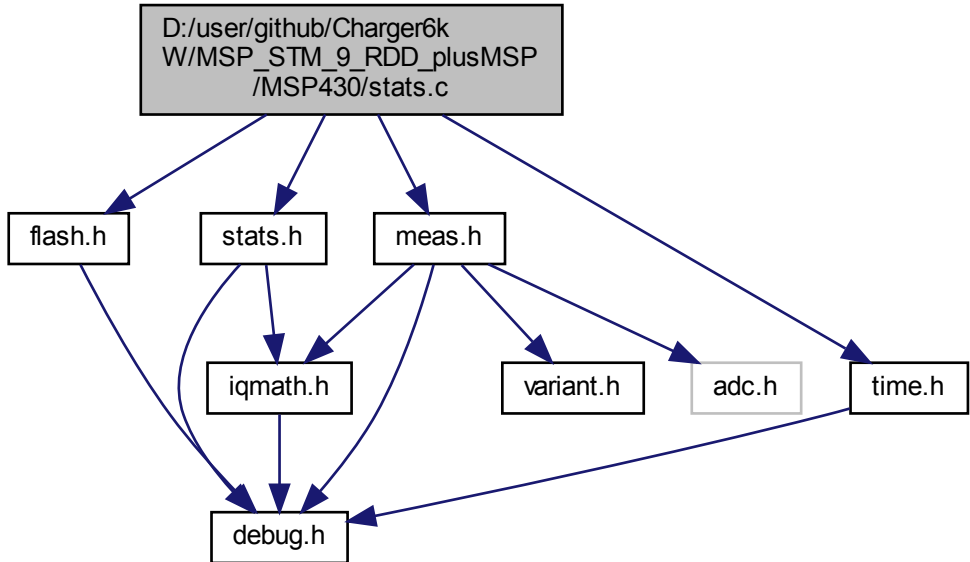 D:/user/github/Charger6k
W/MSP_STM_9_RDD_plusMSP
/MSP430/stats.c
flash.h
stats.h
meas.h
iqmath.h
variant.h
adc.h
time.h
debug.h